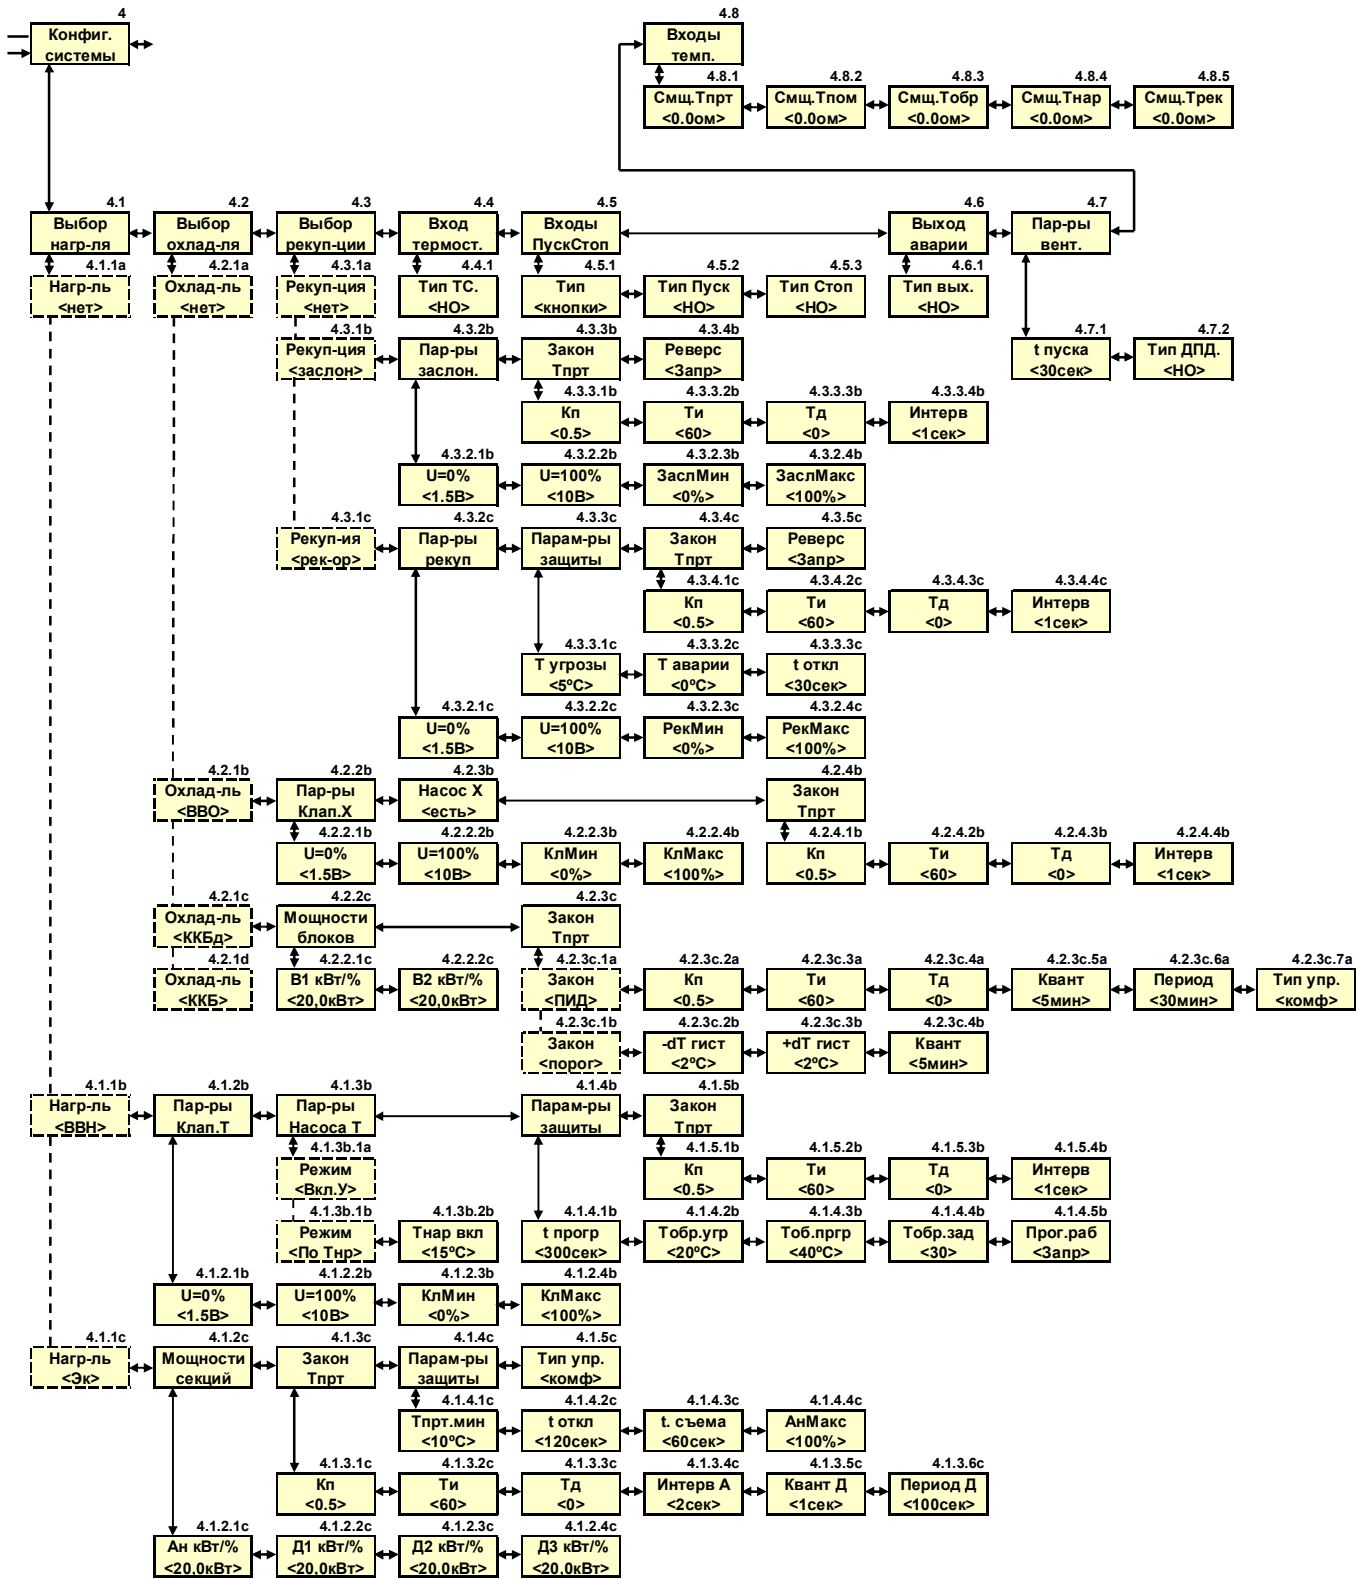 4
Конфиг.
системы
4.8
Входы
темп.
4.8.1
Смщ.Тпрт
<0.0ом>
4.8.2
Смщ.Тпом
<0.0ом>
4.8.3
Смщ.Тобр
<0.0ом>
4.8.4
Смщ.Тнар
<0.0ом>
4.8.5
Смщ.Трек
<0.0ом>
4.1
Выбор
нагр-ля
4.2
Выбор
охлад-ля
4.3
Выбор
рекуп-ции
4.4
Вход
термост.
4.5
Входы
ПускСтоп
4.6
Выход
аварии
4.7
Пар-ры
вент.
4.1.1a
Нагр-ль
<нет>
4.2.1a
Охлад-ль
<нет>
4.3.1a
Рекуп-ция
<нет>
4.4.1
Тип ТС.
<НО>
4.5.1
Тип
<кнопки>
4.5.2
Тип Пуск
<НО>
4.5.3
Тип Стоп
<НО>
4.6.1
Тип вых.
<НО>
4.3.1b
Рекуп-ция
<заслон>
4.3.2b
Пар-ры
заслон.
4.3.3b
Закон
Тпрт
4.3.4b
Реверс
<Запр>
4.7.1
t пуска
<30сек>
4.7.2
Тип ДПД.
<НО>
4.3.3.1b
Кп
<0.5>
4.3.3.2b
Ти
<60>
4.3.3.3b
Тд
<0>
4.3.3.4b
Интерв
<1сек>
4.3.2.1b
U=0%
<1.5В>
4.3.2.2b
U=100%
<10В>
4.3.2.3b
ЗаслМин
<0%>
4.3.2.4b
ЗаслМакс
<100%>
4.3.1c
Рекуп-ия
<рек-ор>
4.3.2c
Пар-ры
рекуп
4.3.3c
Парам-ры
защиты
4.3.4c
Закон
Тпрт
4.3.5c
Реверс
<Запр>
4.3.4.1c
Кп
<0.5>
4.3.4.2c
Ти
<60>
4.3.4.3c
Тд
<0>
4.3.4.4c
Интерв
<1сек>
4.3.3.1c
Т угрозы
<5ºС>
4.3.3.2c
Т аварии
<0ºС>
4.3.3.3c
t откл
<30сек>
4.3.2.1c
U=0%
<1.5В>
4.3.2.2c
U=100%
<10В>
4.3.2.3c
РекМин
<0%>
4.3.2.4c
РекМакс
<100%>
4.2.1b
Охлад-ль
<ВВО>
4.2.2b
Пар-ры
Клап.Х
4.2.3b
Насос Х
<есть>
4.2.4b
Закон
Тпрт
4.2.2.1b
U=0%
<1.5В>
4.2.2.2b
U=100%
<10В>
4.2.2.3b
КлМин
<0%>
4.2.2.4b
КлМакс
<100%>
4.2.4.1b
Кп
<0.5>
4.2.4.2b
Ти
<60>
4.2.4.3b
Тд
<0>
4.2.4.4b
Интерв
<1сек>
4.2.1c
Охлад-ль
<ККБд>
4.2.2c
Мощности
блоков
4.2.3c
Закон
Тпрт
4.2.1d
Охлад-ль
<ККБ>
4.2.2.1c
В1 кВт/%
<20,0кВт>
4.2.2.2c
В2 кВт/%
<20,0кВт>
4.2.3c.1a
Закон
<ПИД>
4.2.3c.2a
Кп
<0.5>
4.2.3c.3a
Ти
<60>
4.2.3c.4a
Тд
<0>
4.2.3c.5a
Квант
<5мин>
4.2.3c.6a
Период
<30мин>
4.2.3c.7a
Тип упр.
<комф>
4.2.3c.1b
Закон
<порог>
4.2.3c.2b
-dТ гист
<2ºС>
4.2.3c.3b
+dТ гист
<2ºС>
4.2.3c.4b
Квант
<5мин>
4.1.1b
Нагр-ль
<ВВН>
4.1.2b
Пар-ры
Клап.Т
4.1.3b
Пар-ры
Насоса Т
4.1.4b
Парам-ры
защиты
4.1.5b
Закон
Тпрт
4.1.3b.1a
Режим
<Вкл.У>
4.1.5.1b
Кп
<0.5>
4.1.5.2b
Ти
<60>
4.1.5.3b
Тд
<0>
4.1.5.4b
Интерв
<1сек>
4.1.3b.1b
Режим
<По Тнр>
4.1.3b.2b
Тнар вкл
<15ºС>
4.1.4.1b
t прогр
<300сек>
4.1.4.2b
Тобр.угр
<20ºС>
4.1.4.3b
Тоб.пргр
<40ºС>
4.1.4.4b
Тобр.зад
<30>
4.1.4.5b
Прог.раб
<Запр>
4.1.2.1b
U=0%
<1.5В>
4.1.2.2b
U=100%
<10В>
4.1.2.3b
КлМин
<0%>
4.1.2.4b
КлМакс
<100%>
4.1.1c
Нагр-ль
<Эк>
4.1.2c
Мощности
секций
4.1.3c
Закон
Тпрт
4.1.4c
Парам-ры
защиты
4.1.5c
Тип упр.
<комф>
4.1.4.1c
Тпрт.мин
<10ºС>
4.1.4.2c
t откл
<120сек>
4.1.4.3c
t. съема
<60сек>
4.1.4.4c
АнМакс
<100%>
4.1.3.1c
Кп
<0.5>
4.1.3.2c
Ти
<60>
4.1.3.3c
Тд
<0>
4.1.3.4c
Интерв А
<2сек>
4.1.3.5c
Квант Д
<1сек>
4.1.3.6c
Период Д
<100сек>
4.1.2.1c
Ан кВт/%
<20,0кВт>
4.1.2.2c
Д1 кВт/%
<20,0кВт>
4.1.2.3c
Д2 кВт/%
<20,0кВт>
4.1.2.4c
Д3 кВт/%
<20,0кВт>